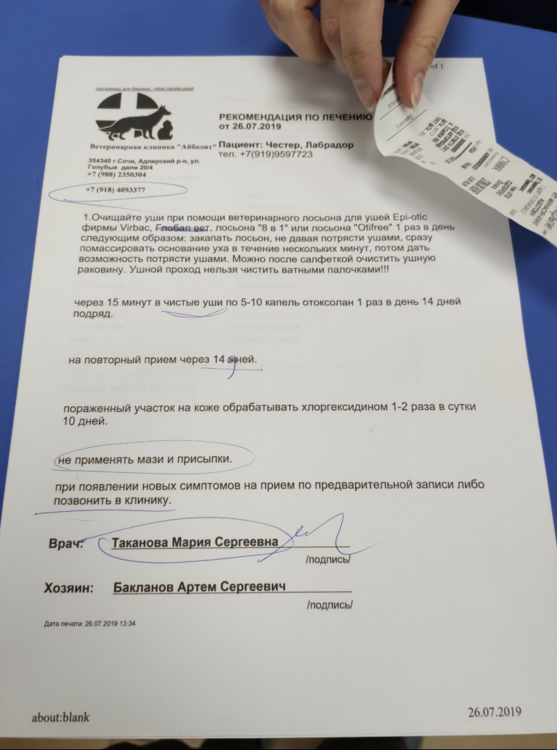 of 1
РЕКОМЕНДАЦИЯ ПО ЛЕЧЕНИЮ
от 26.07.2019
Ветеринарная клиника "Айболит"
Пациент: Честер, Лабрадор
тел. +7(919)9597723
354340 г.Сочи, Адлерский р-н, ул.
Голубые дали 20/4
+7 (988) 2350304
+7 (918) 4093377
1.Очищайте уши при помощи ветеринарного лосьона для ушей Epi-otic
фирмы Virbac, Глобал вет, лосьона "8 в 1" или лосьона "Otifree" 1 раз в день
следующим образом: закапать лосьон, не давая потрясти ушами, сразу
помассировать основание уха в течение нескольких минут, потом дать
возможность потрясти ушами. Можно после салфеткой очистить ушную
раковину. Ушной проход нельзя чистить ватными палочками!!!
через 15 минут в чистые уши по 5-10 капель отоксолан 1 раз в день 14 дней
подряд.
на повторный прием через 14 дней.
пораженный участок на коже обрабатывать хлоргексидином 1-2 раза в сутки
10 дней.
не применять мази и присыпки.
при появлении новых симптомов на прием по предварительной записи либо
позвонить в клинику.
Врач: Таканова Мария Сергеевна
/подпись/
Хозяин: Бакланов Артем Сергеевич
/подпись/
Дата печати: 26.07.2019 13:34
about:blank
26.07.2019